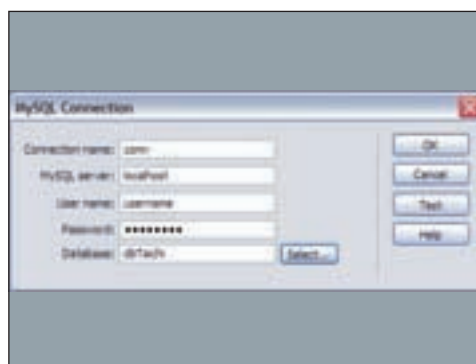 MySQL Connection
Connection name: conn
MySQL server: localhost
User name: username
Password: ••••••••
Database:
Select...
OK
Cancel
Test
Help